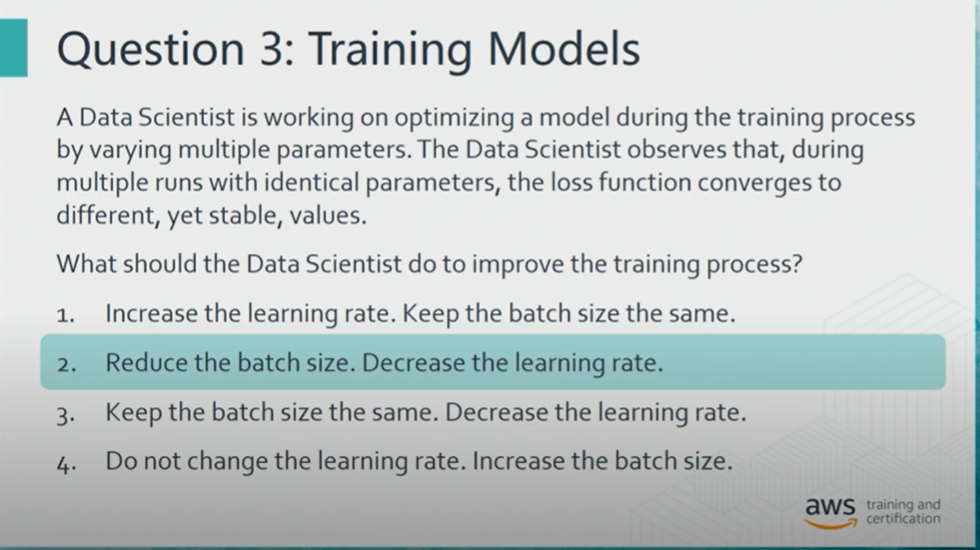 Question 3: Training Models
A Data Scientist is working on optimizing a model during the training process
by varying multiple parameters. The Data Scientist observes that, during
multiple runs with identical parameters, the loss function converges to
different, yet stable, values.
What should the Data Scientist do to improve the training process?
1. Increase the learning rate. Keep the batch size the same.
2. Reduce the batch size. Decrease the learning rate.
3. Keep the batch size the same. Decrease the learning rate.
4. Do not change the learning rate. Increase the batch size.
aws training and
certification